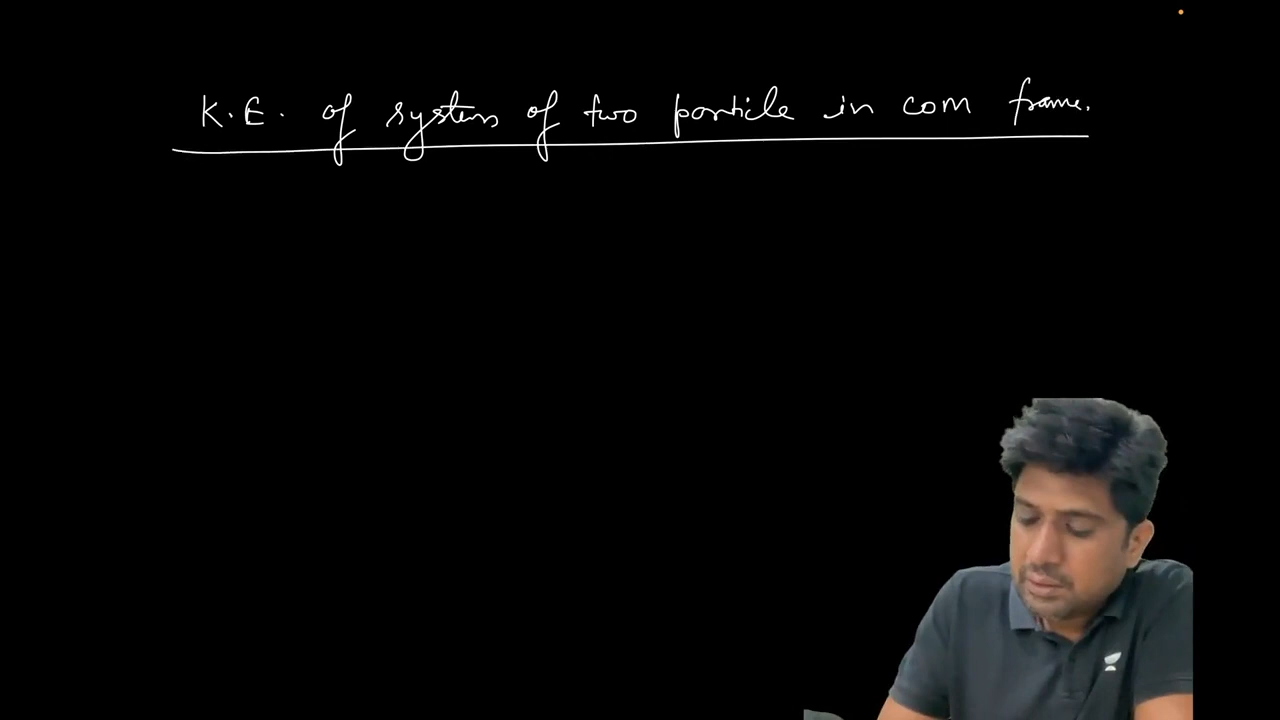 K.E. of system of two particle in com frame.